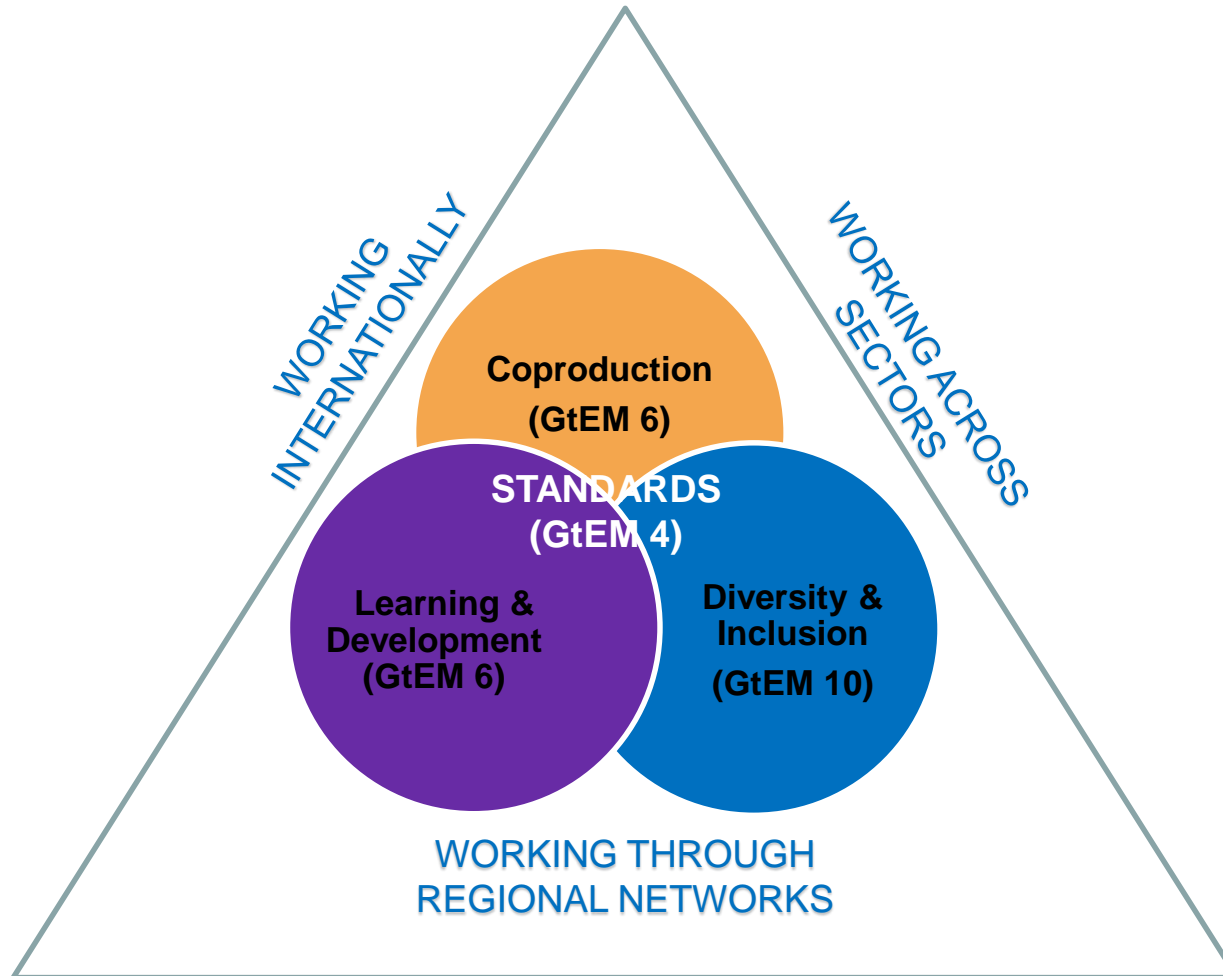 WORKING
INTERNATIONALLY
WORKING ACROSS
SECTORS
Coproduction
(GtEM 6)
STANDARDS
(GtEM 4)
Learning &
Development
(GtEM 6)
Diversity &
Inclusion
(GtEM 10)
WORKING THROUGH
REGIONAL NETWORKS